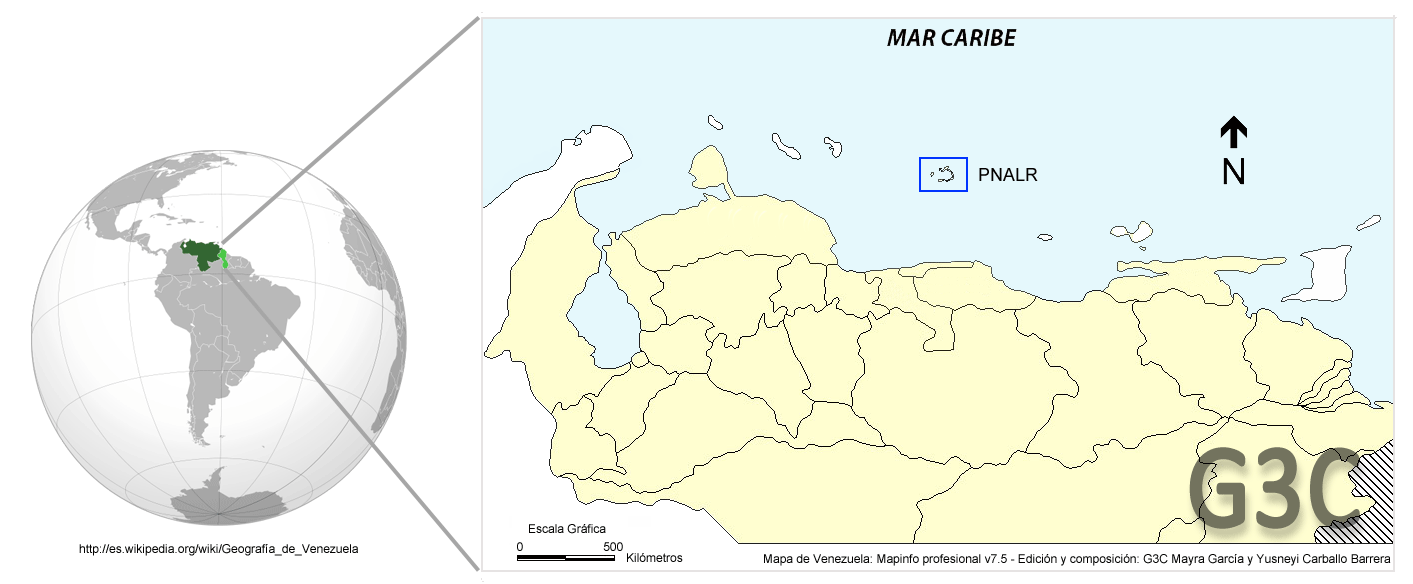 MAR CARIBE
PNALR
N
G3C
Escala Gráfica
0 500
Kilómetros
http://es.wikipedia.org/wiki/Geografía_de_Venezuela
Mapa de Venezuela: Mapinfo profesional v7.5 - Edición y composición: G3C Mayra García y Yusneyi Carballo Barrera